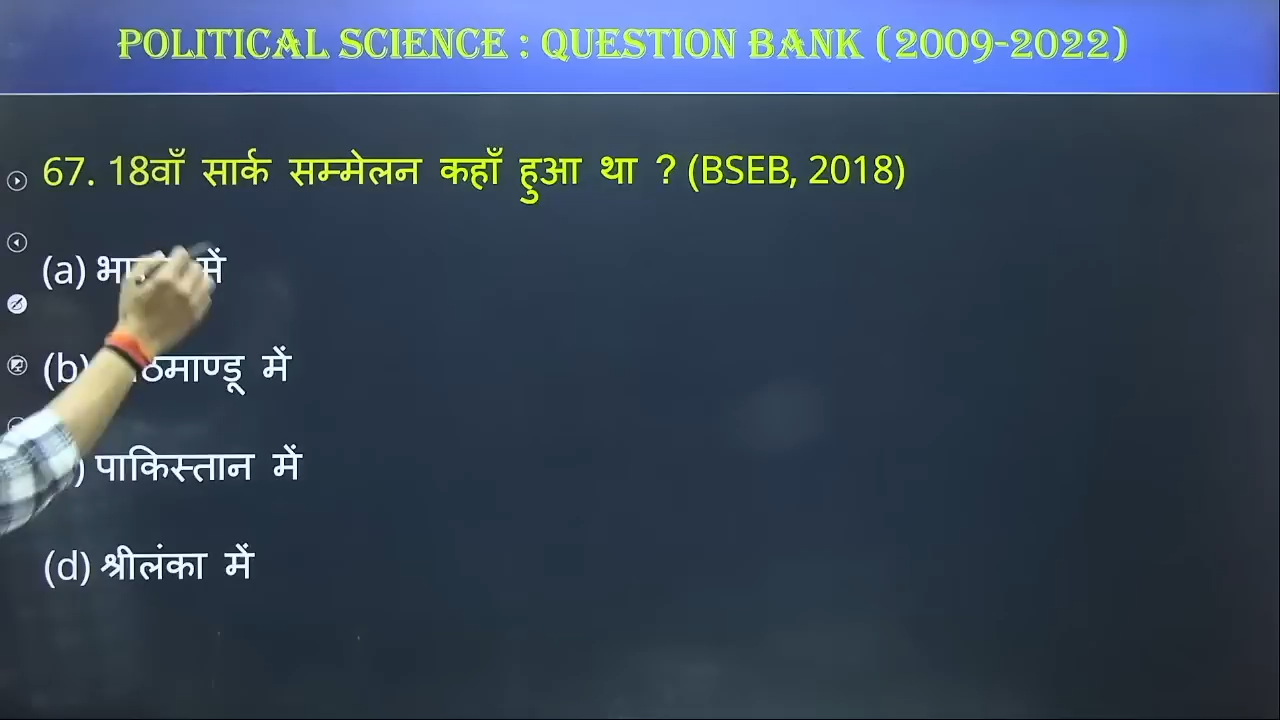 POLITICAL SCIENCE : QUESTION BANK (2009-2022)
67. 18वाँ सार्क सम्मेलन कहाँ हुआ था ? (BSEB, 2018)
(a) में
(b) में
पाकिस्तान में
(d) श्रीलंका में